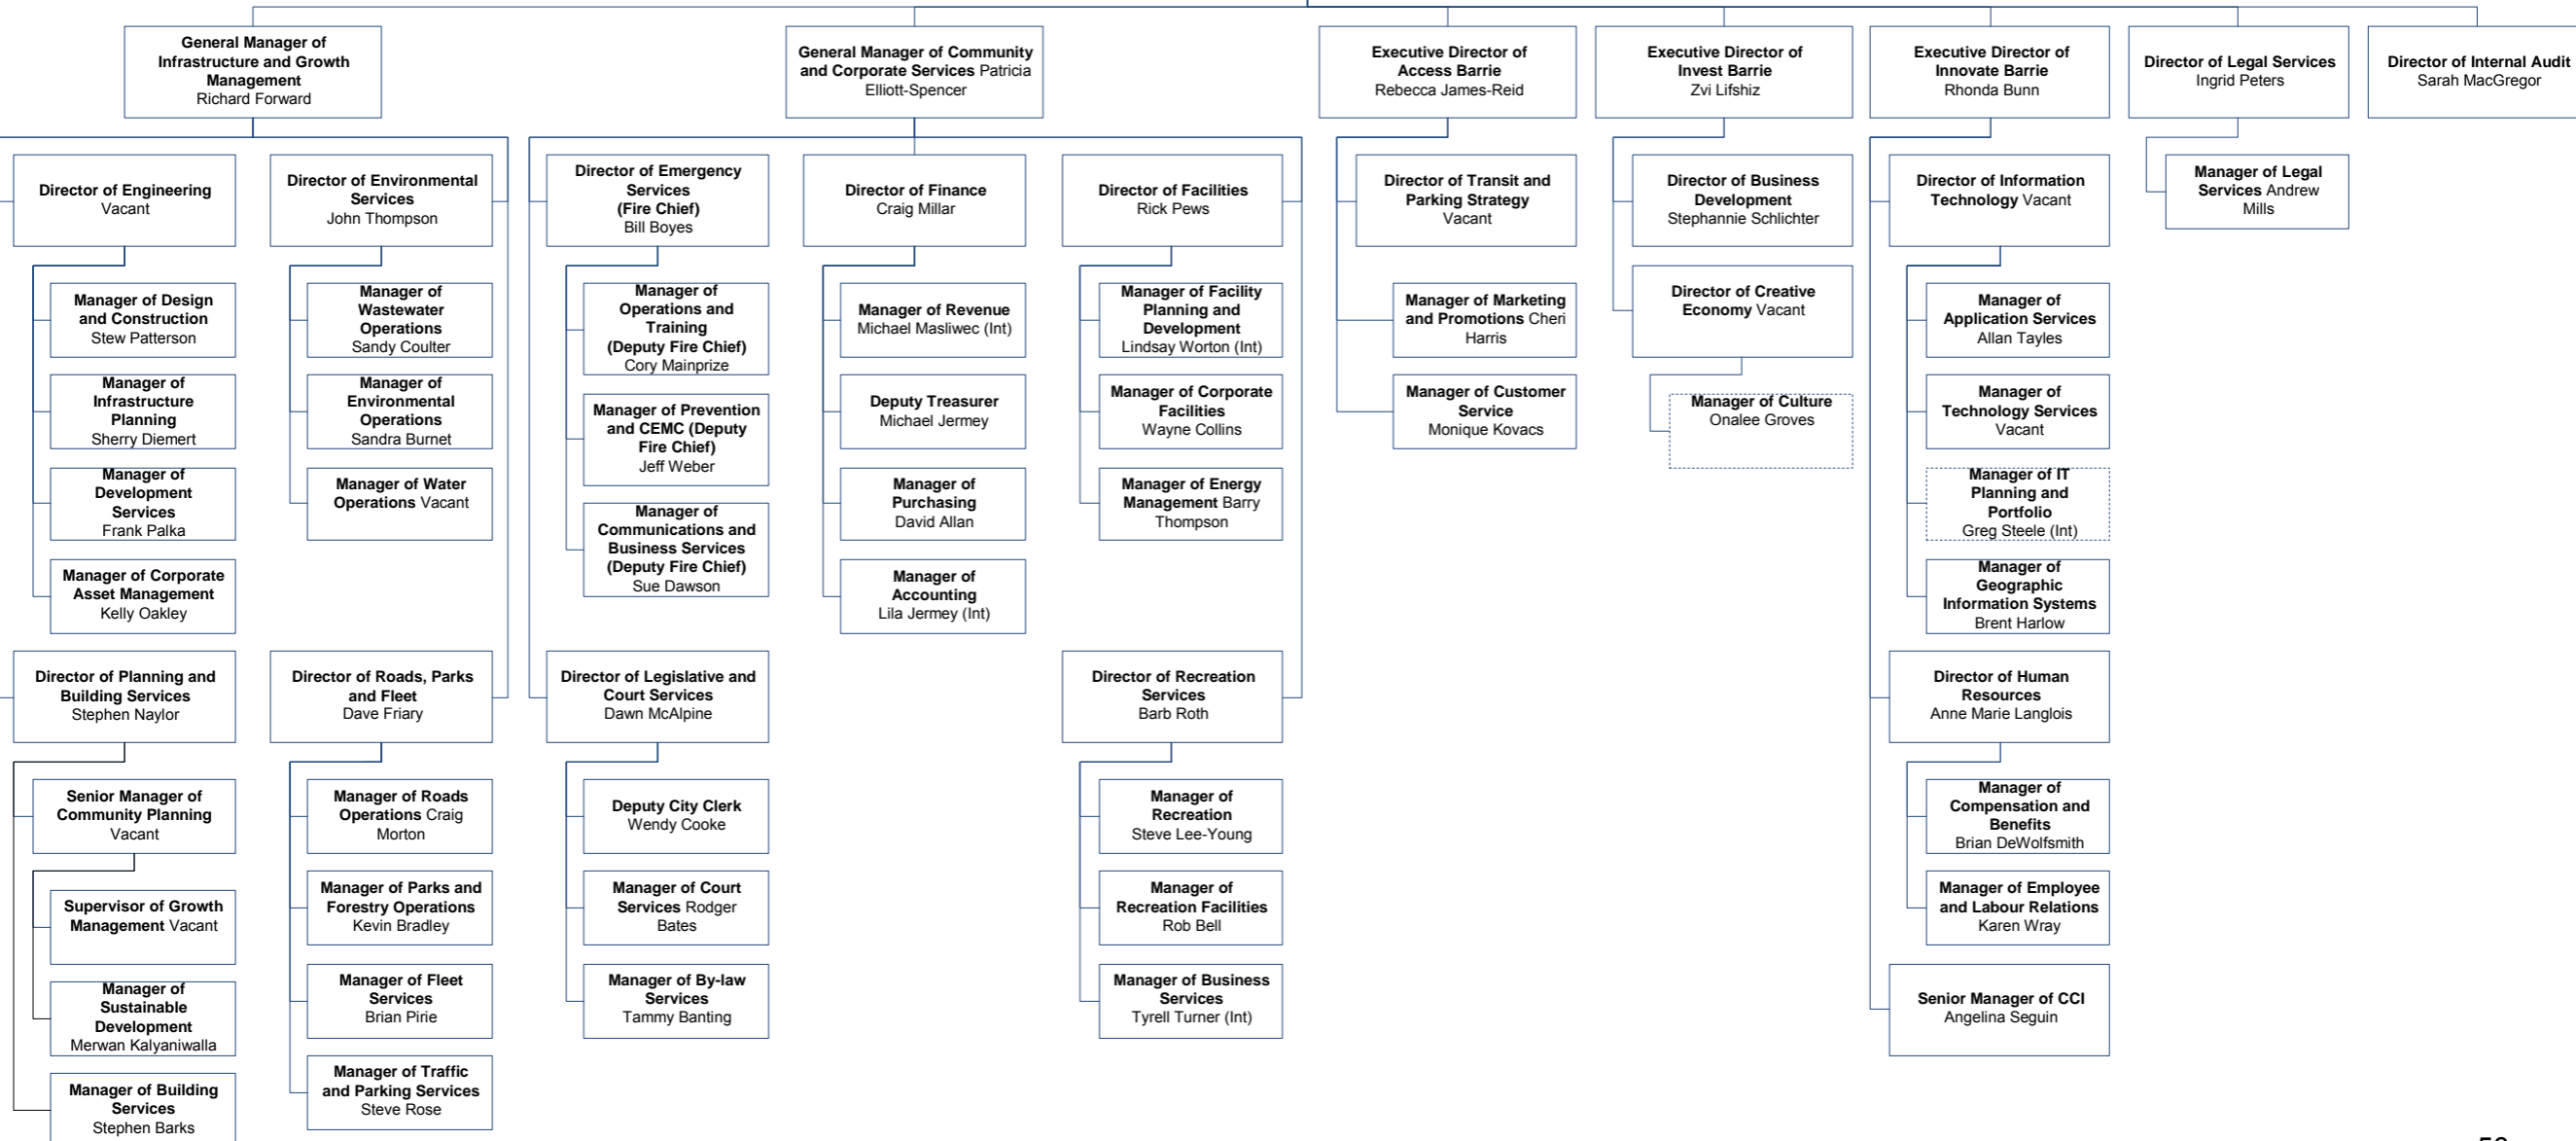 General Manager of
Infrastructure and Growth
Management
Richard Forward
General Manager of Community
and Corporate Services Patricia
Elliott-Spencer
Executive Director of
Access Barrie
Rebecca James-Reid
Executive Director of
Invest Barrie
Zvi Lifshiz
Executive Director of
Innovate Barrie
Rhonda Bunn
Director of Legal Services
Ingrid Peters
Director of Internal Audit
Sarah MacGregor
Director of Engineering
Vacant
Director of Environmental
Services
John Thompson
Director of Emergency
Services
(Fire Chief)
Bill Boyes
Director of Finance
Craig Millar
Director of Facilities
Rick Pews
Director of Transit and
Parking Strategy
Vacant
Director of Business
Development
Stephannie Schlichter
Director of Information
Technology Vacant
Manager of Legal
Services Andrew
Mills
Manager of Design
and Construction
Stew Patterson
Manager of
Infrastructure
Planning
Sherry Diemert
Manager of
Development
Services
Frank Palka
Manager of Corporate
Asset Management
Kelly Oakley
Manager of
Wastewater
Operations
Sandy Coulter
Manager of
Environmental
Operations
Sandra Burnet
Manager of Water
Operations Vacant
Manager of
Operations and
Training
(Deputy Fire Chief)
Cory Mainprize
Manager of Prevention
and CEMC (Deputy
Fire Chief)
Jeff Weber
Manager of
Communications and
Business Services
(Deputy Fire Chief)
Sue Dawson
Manager of Revenue
Michael Masliwec (Int)
Deputy Treasurer
Michael Jermey
Manager of
Purchasing
David Allan
Manager of
Accounting
Lila Jermey (Int)
Manager of Facility
Planning and
Development
Lindsay Worton (Int)
Manager of Corporate
Facilities
Wayne Collins
Manager of Energy
Management Barry
Thompson
Manager of Marketing
and Promotions Cheri
Harris
Manager of Customer
Service
Monique Kovacs
Director of Creative
Economy Vacant
Manager of Culture
Onalee Groves
Manager of
Application Services
Allan Tayles
Manager of
Technology Services
Vacant
Manager of IT
Planning and
Portfolio
Greg Steele (Int)
Manager of
Geographic
Information Systems
Brent Harlow
Director of Planning and
Building Services
Stephen Naylor
Director of Roads, Parks
and Fleet
Dave Friary
Director of Legislative and
Court Services
Dawn McAlpine
Director of Recreation
Services
Barb Roth
Director of Human
Resources
Anne Marie Langlois
Senior Manager of
Community Planning
Vacant
Supervisor of Growth
Management Vacant
Manager of
Sustainable
Development
Merwan Kalyaniwalla
Manager of Building
Services
Stephen Barks
Manager of Roads
Operations Craig
Morton
Manager of Parks and
Forestry Operations
Kevin Bradley
Manager of Fleet
Services
Brian Pirie
Manager of Traffic
and Parking Services
Steve Rose
Deputy City Clerk
Wendy Cooke
Manager of Court
Services Rodger
Bates
Manager of By-law
Services
Tammy Banting
Manager of
Recreation
Steve Lee-Young
Manager of
Recreation Facilities
Rob Bell
Manager of Business
Services
Tyrell Turner (Int)
Manager of
Compensation and
Benefits
Brian DeWolfsmith
Manager of Employee
and Labour Relations
Karen Wray
Senior Manager of CCI
Angelina Seguin